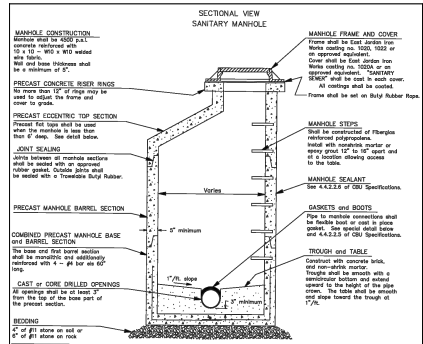 SECTIONAL VIEW
SANITARY MANHOLE
MANHOLE CONSTRUCTION
Manhole shall be 4500 p.s.i.
concrete reinforced with
10 x 10 - W10 x W10 welded
wire fabric.
Wall and base thickness shall
be a minimum of 5".
PRECAST CONCRETE RISER RINGS
No more than 12" of rings may be
used to adjust the frame and
cover to grade.
PRECAST ECCENTRIC TOP SECTION
Precast flat tops shall be used
when the manhole is less than
than 6' deep. See detail below.
JOINT SEALING
Joints between all manhole sections
shall be sealed with an approved
rubber gasket. Outside joints shall
be sealed with a Trowelable Butyl Rubber.
PRECAST MANHOLE BARREL SECTION
COMBINED PRECAST MANHOLE BASE
and BARREL SECTION
The base and first barrel section
shall be monolithic and additionally
reinforced with 4 - #6 bar ola 60"
long.
CAST or CORE DRILLED OPENINGS
All openings shall be at least 3"
from the top of the base part of
the precast section.
BEDDING
4" of #11 stone on soil or
6" of #11 stone on rock
Varies
5" minimum
1"/ft. slope
3" minimum
MANHOLE FRAME AND COVER
Frame shall be East Jordan Iron
Works casting no. 1020, 1022 or
an approved equivalent.
Cover shall be East Jordan Iron
Works casting no. 1020A or an
approved equivalent. "SANITARY
SEWER" shall be cast in each cover.
All castings shall be coated.
Frame shall be set on Butyl Rubber Rope.
MANHOLE STEPS
Shall be constructed of Fiberglas
reinforced polypropylene.
Install with nonshrink mortar or
epoxy grout 12" to 16" apart and
at a location allowing access
to the table.
MANHOLE SEALANT
See 4.4.2.2.6 of CBU Specifications.
GASKETS and BOOTS
Pipe to manhole connections shall
be flexible boot or cast in place
gasket. See special detail below
and 4.4.2.2.5 of CBU Specifications.
TROUGH and TABLE
Construct with concrete brick,
and non-shrink mortar.
Troughs shall be smooth with a
semicircular bottom and extend
upward to the height of the pipe
crown. The table shall be smooth
and slope toward the trough at
1"/ft.